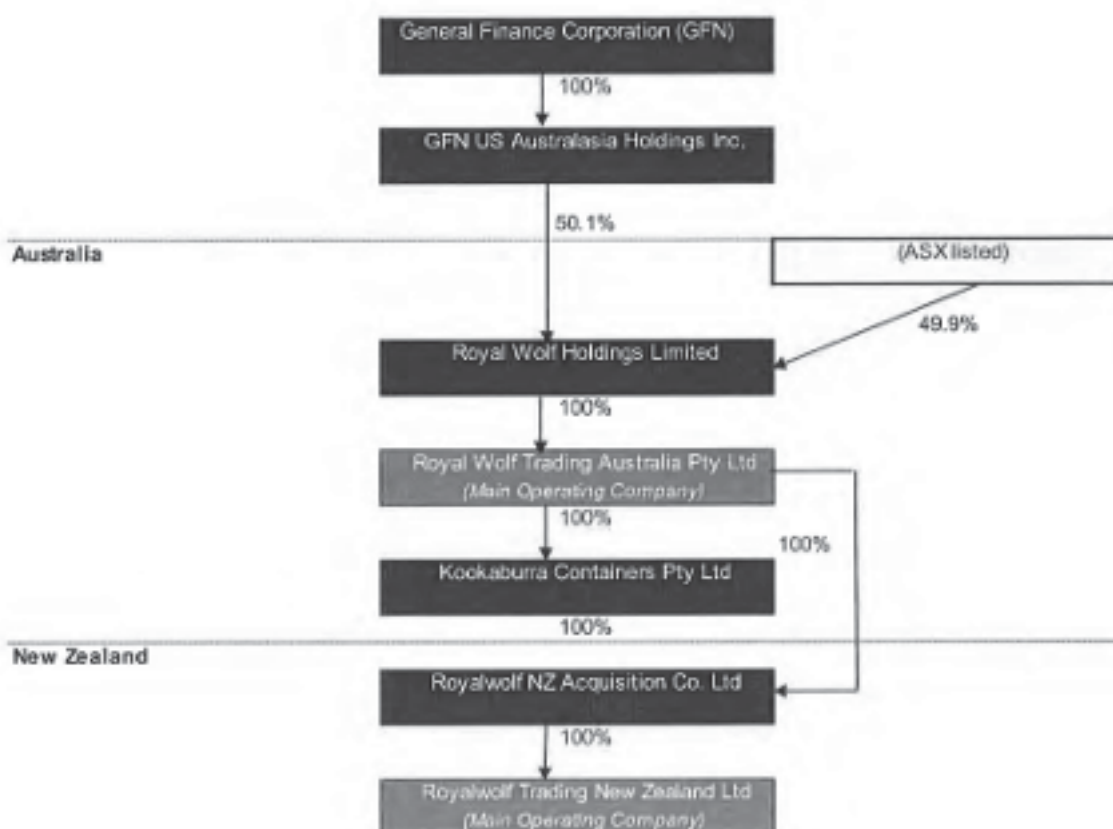 General Finance Corporation (GFN)
100%
GFN US Australasia Holdings Inc.
50.1%
Australia
(ASX listed)
49.9%
Royal Wolf Holdings Limited
100%
Royal Wolf Trading Australia Pty Ltd
(Main Operating Company)
100%
100%
Kookaburra Containers Pty Ltd
100%
New Zealand
Royalwolf NZ Acquisition Co. Ltd
100%
Royalwolf Trading New Zealand Ltd
(Main Operating Company)